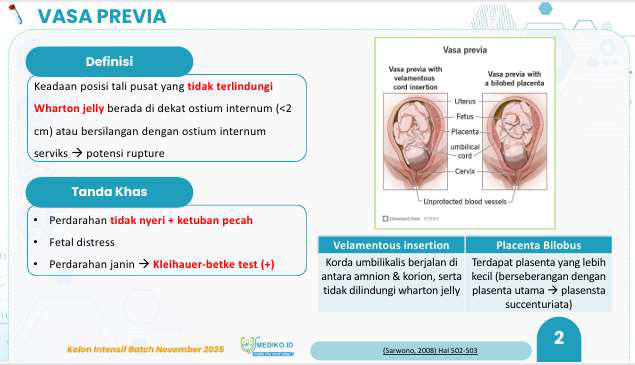 VASA PREVIA
Definisi
Keadaan posisi tali pusat yang tidak terlindungi
Wharton jelly berada di dekat ostium internum (<2
cm) atau bersilangan dengan ostium internum
serviks → potensi rupture
Tanda Khas
• Perdarahan tidak nyeri + ketuban pecah
• Fetal distress
• Perdarahan janin → Kleihauer-betke test (+)
Vasa previa
Vasa previa with
velamentous
cord insertion
Vasa previa with
a bilobed placenta
Uterus
Fetus
Placenta
umbilical
cord
Cervix
Unprotected blood vessels
Cleveland Clinic
Velamentous insertion
Korda umbilikalis berjalan di
antara amnion & korion, serta
tidak dilindungi wharton jelly
Placenta Bilobus
Terdapat plasenta yang lebih
kecil (berseberangan dengan
plasenta utama → plasensta
succenturiata)
Kelon Intensif Batch November 2025
MEDIKO.ID
(Sarwono, 2008) Hal 502-503
2